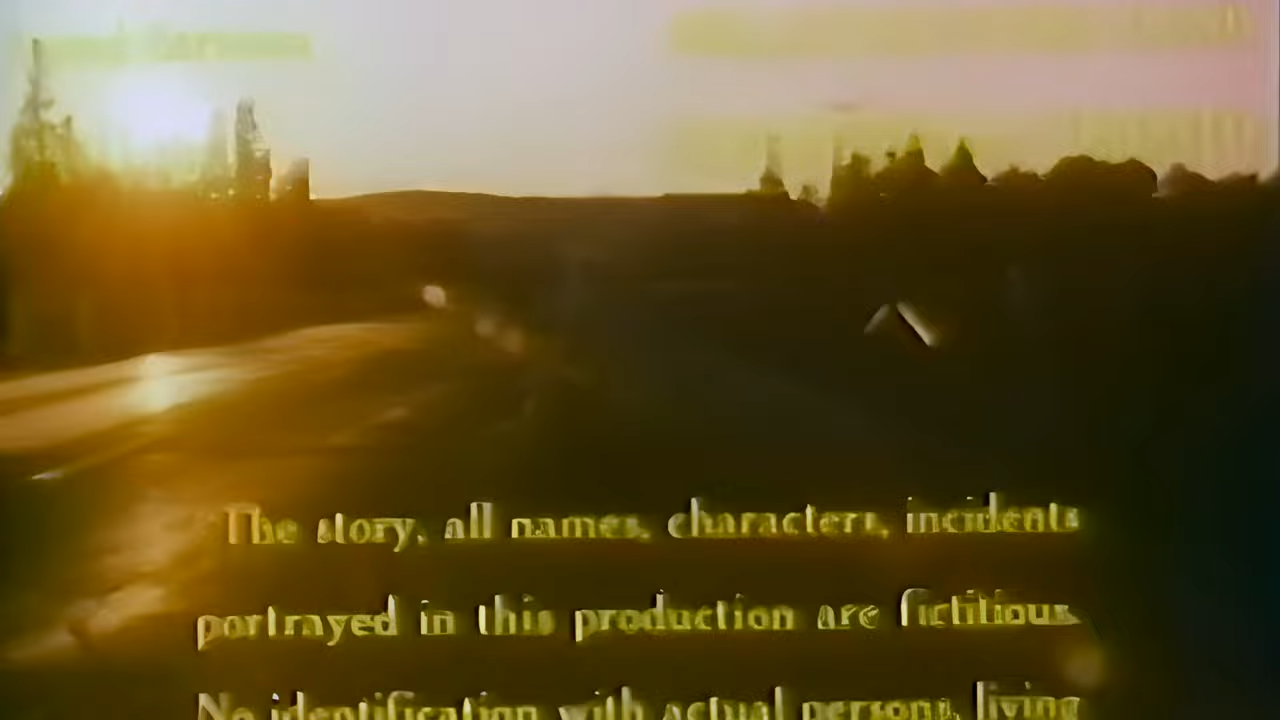 The story, all names, characters, incidents
portrayed in this production are fictitious.
No identification with actual persons, living